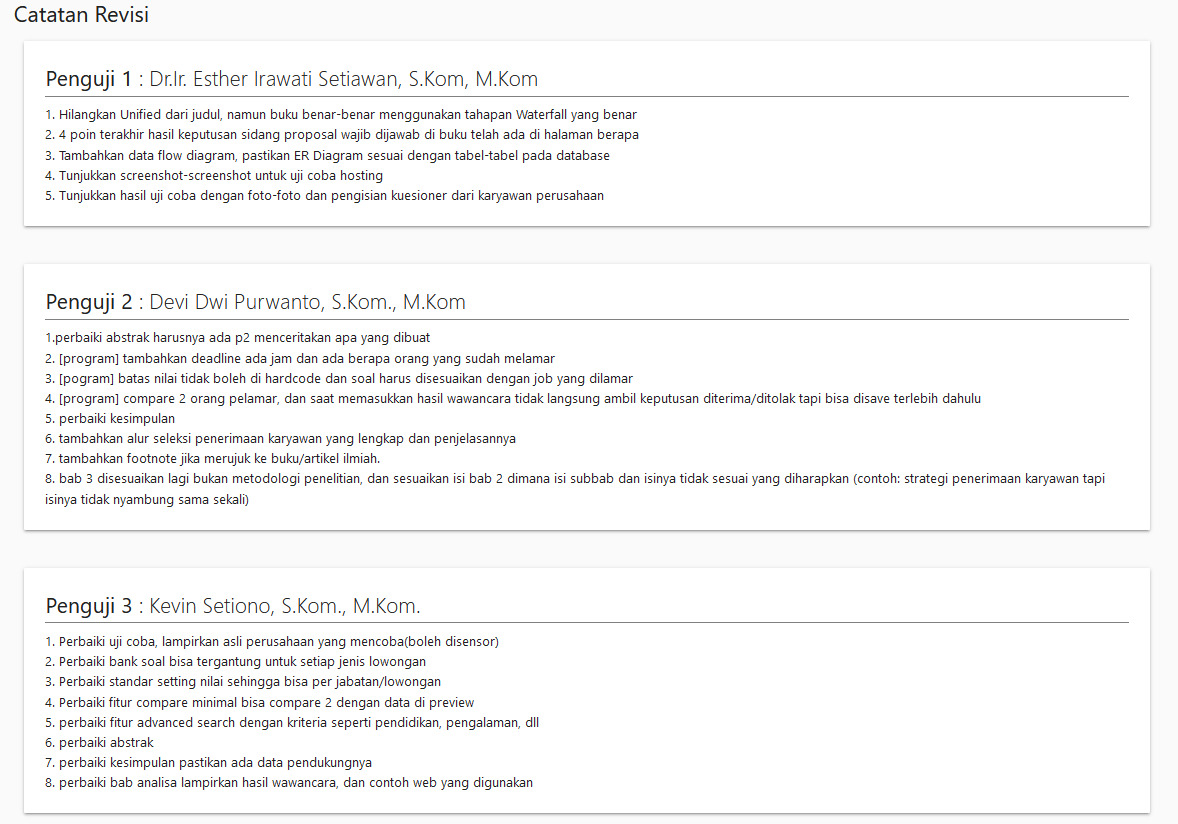 Catatan Revisi
Penguji 1 : Dr.Ir. Esther Irawati Setiawan, S.Kom, M.Kom
1. Hilangkan Unified dari judul, namun buku benar-benar menggunakan tahapan Waterfall yang benar
2. 4 poin terakhir hasil keputusan sidang proposal wajib dijawab di buku telah ada di halaman berapa
3. Tambahkan data flow diagram, pastikan ER Diagram sesuai dengan tabel-tabel pada database
4. Tunjukkan screenshot-screenshot untuk uji coba hosting
5. Tunjukkan hasil uji coba dengan foto-foto dan pengisian kuesioner dari karyawan perusahaan
Penguji 2 : Devi Dwi Purwanto, S.Kom., M.Kom
1.perbaiki abstrak harusnya ada p2 menceritakan apa yang dibuat
2. [program] tambahkan deadline ada jam dan ada berapa orang yang sudah melamar
3. [pogram] batas nilai tidak boleh di hardcode dan soal harus disesuaikan dengan job yang dilamar
4. [program] compare 2 orang pelamar, dan saat memasukkan hasil wawancara tidak langsung ambil keputusan diterima/ditolak tapi bisa disave terlebih dahulu
5. perbaiki kesimpulan
6. tambahkan alur seleksi penerimaan karyawan yang lengkap dan penjelasannya
7. tambahkan footnote jika merujuk ke buku/artikel ilmiah.
8. bab 3 disesuaikan lagi bukan metodologi penelitian, dan sesuaikan isi bab 2 dimana isi subbab dan isinya tidak sesuai yang diharapkan (contoh: strategi penerimaan karyawan tapi
isinya tidak nyambung sama sekali)
Penguji 3 : Kevin Setiono, S.Kom., M.Kom.
1. Perbaiki uji coba, lampirkan asli perusahaan yang mencoba(boleh disensor)
2. Perbaiki bank soal bisa tergantung untuk setiap jenis lowongan
3. Perbaiki standar setting nilai sehingga bisa per jabatan/lowongan
4. Perbaiki fitur compare minimal bisa compare 2 dengan data di preview
5. perbaiki fitur advanced search dengan kriteria seperti pendidikan, pengalaman, dll
6. perbaiki abstrak
7. perbaiki kesimpulan pastikan ada data pendukungnya
8. perbaiki bab analisa lampirkan hasil wawancara, dan contoh web yang digunakan